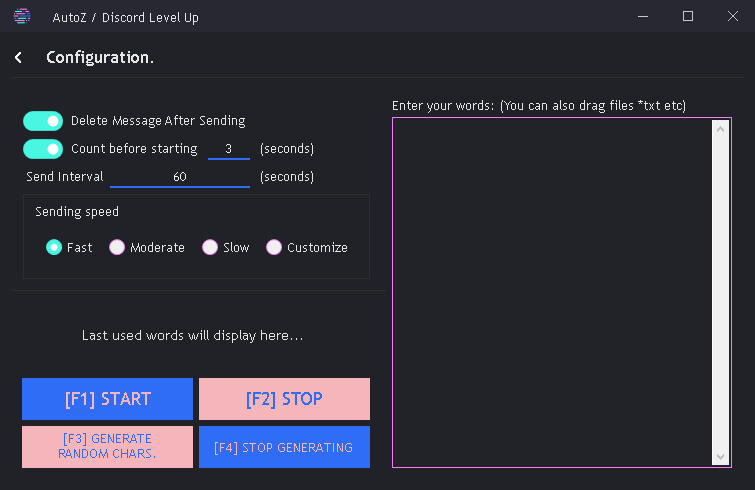 AutoZ / Discord Level Up
Configuration.
Delete Message After Sending
Count before starting 3 (seconds)
Send Interval 60 (seconds)
Sending speed
Fast Moderate Slow Customize
Last used words will display here...
[F1] START [F2] STOP
[F3] GENERATE
RANDOM CHARS.
[F4] STOP GENERATING
Enter your words: (You can also drag files *txt etc)